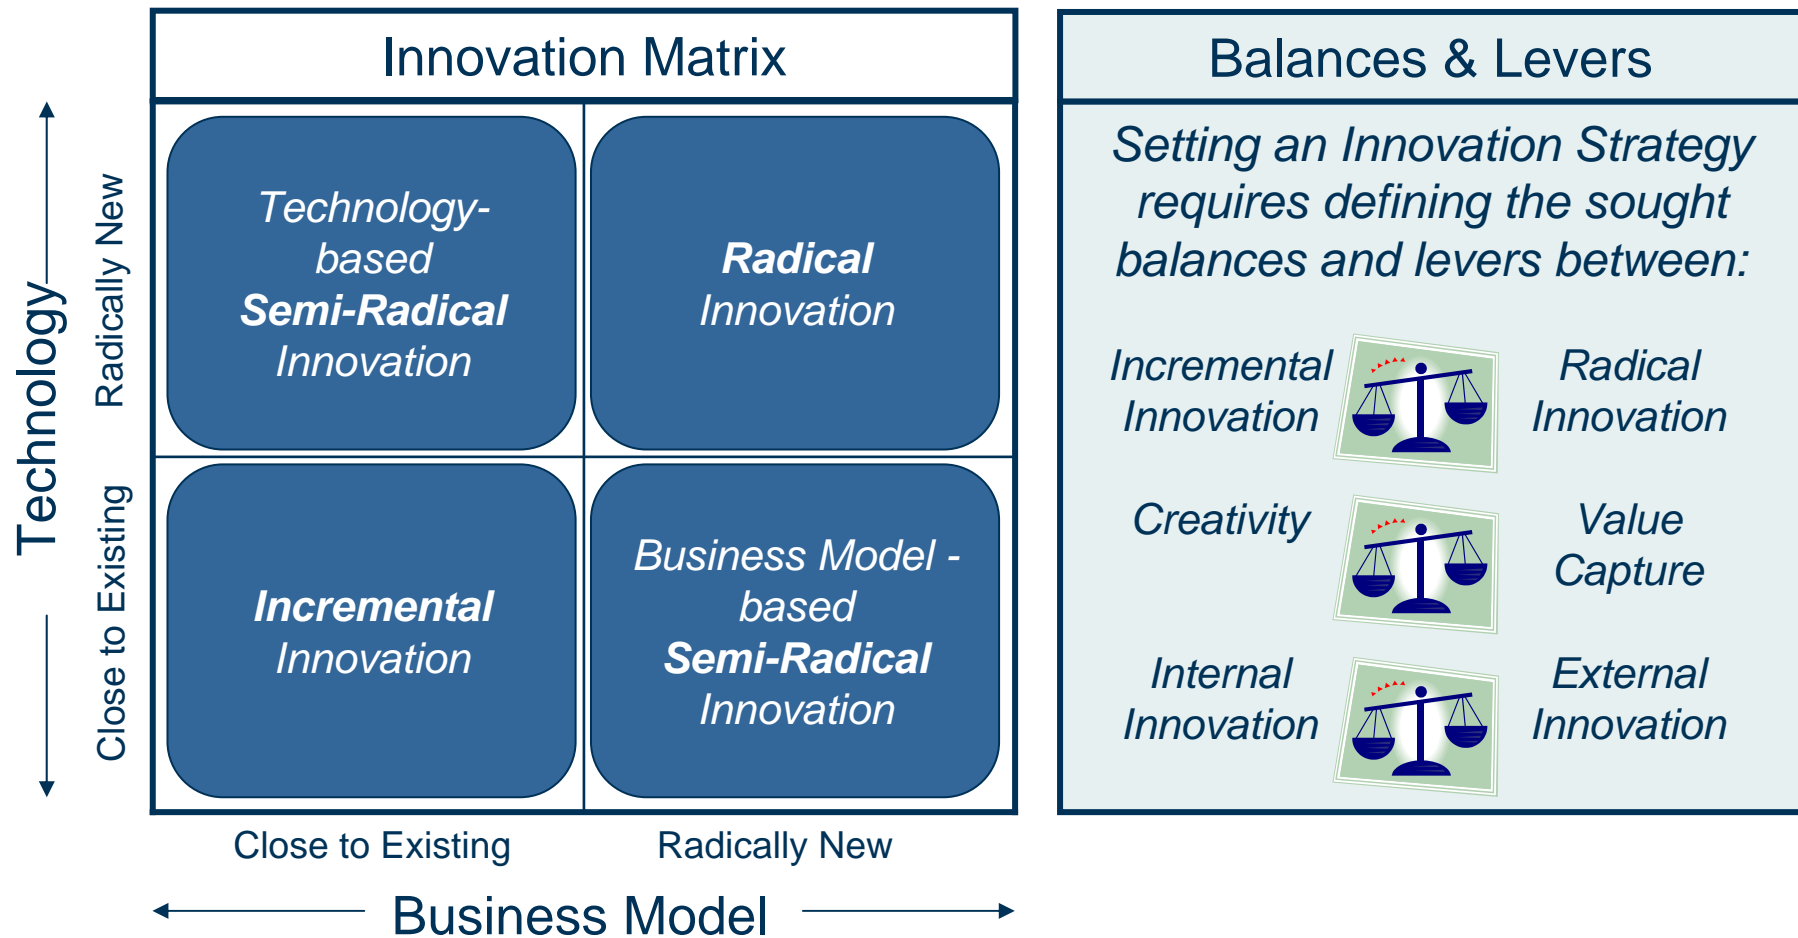 Innovation Matrix
Technology
Radically New
Close to Existing
Technology-
based
Semi-Radical
Innovation
Radical
Innovation
Incremental
Innovation
Business Model -
based
Semi-Radical
Innovation
Close to Existing
Radically New
Business Model
Balances & Levers
Setting an Innovation Strategy
requires defining the sought
balances and levers between:
Incremental
Innovation
Radical
Innovation
Creativity
Value
Capture
Internal
Innovation
External
Innovation